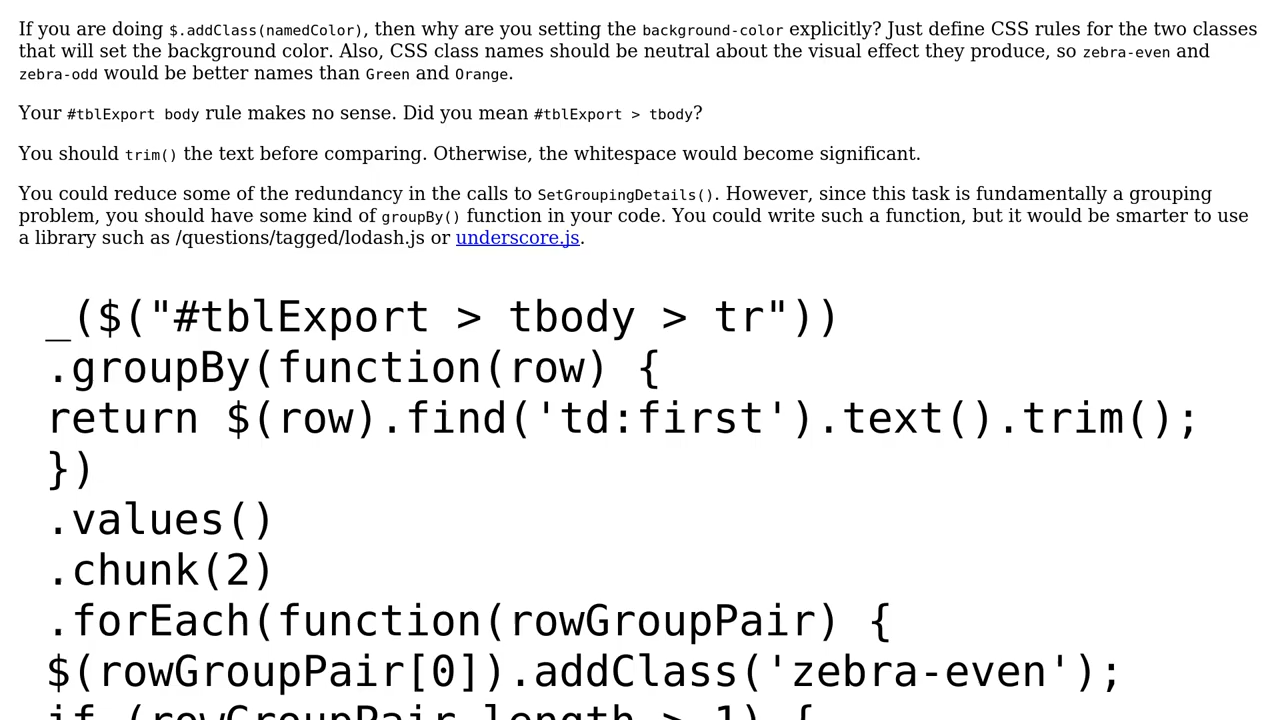 If you are doing $.addClass(namedColor), then why are you setting the background-color explicitly? Just define CSS rules for the two classes
that will set the background color. Also, CSS class names should be neutral about the visual effect they produce, so zebra-even and
zebra-odd would be better names than Green and Orange.
Your #tblExport body rule makes no sense. Did you mean #tblExport > tbody?
You should trim() the text before comparing. Otherwise, the whitespace would become significant.
You could reduce some of the redundancy in the calls to SetGroupingDetails(). However, since this task is fundamentally a grouping
problem, you should have some kind of groupBy() function in your code. You could write such a function, but it would be smarter to use
a library such as /questions/tagged/lodash.js or underscore.js.
_($("#tblExport > tbody > tr"))
.groupBy(function(row) {
return $(row).find('td:first').text().trim();
})
.values()
.chunk(2)
.forEach(function(rowGroupPair) {
$(rowGroupPair[0]).addClass('zebra-even');
if (rowGroupPair.length > 1) {